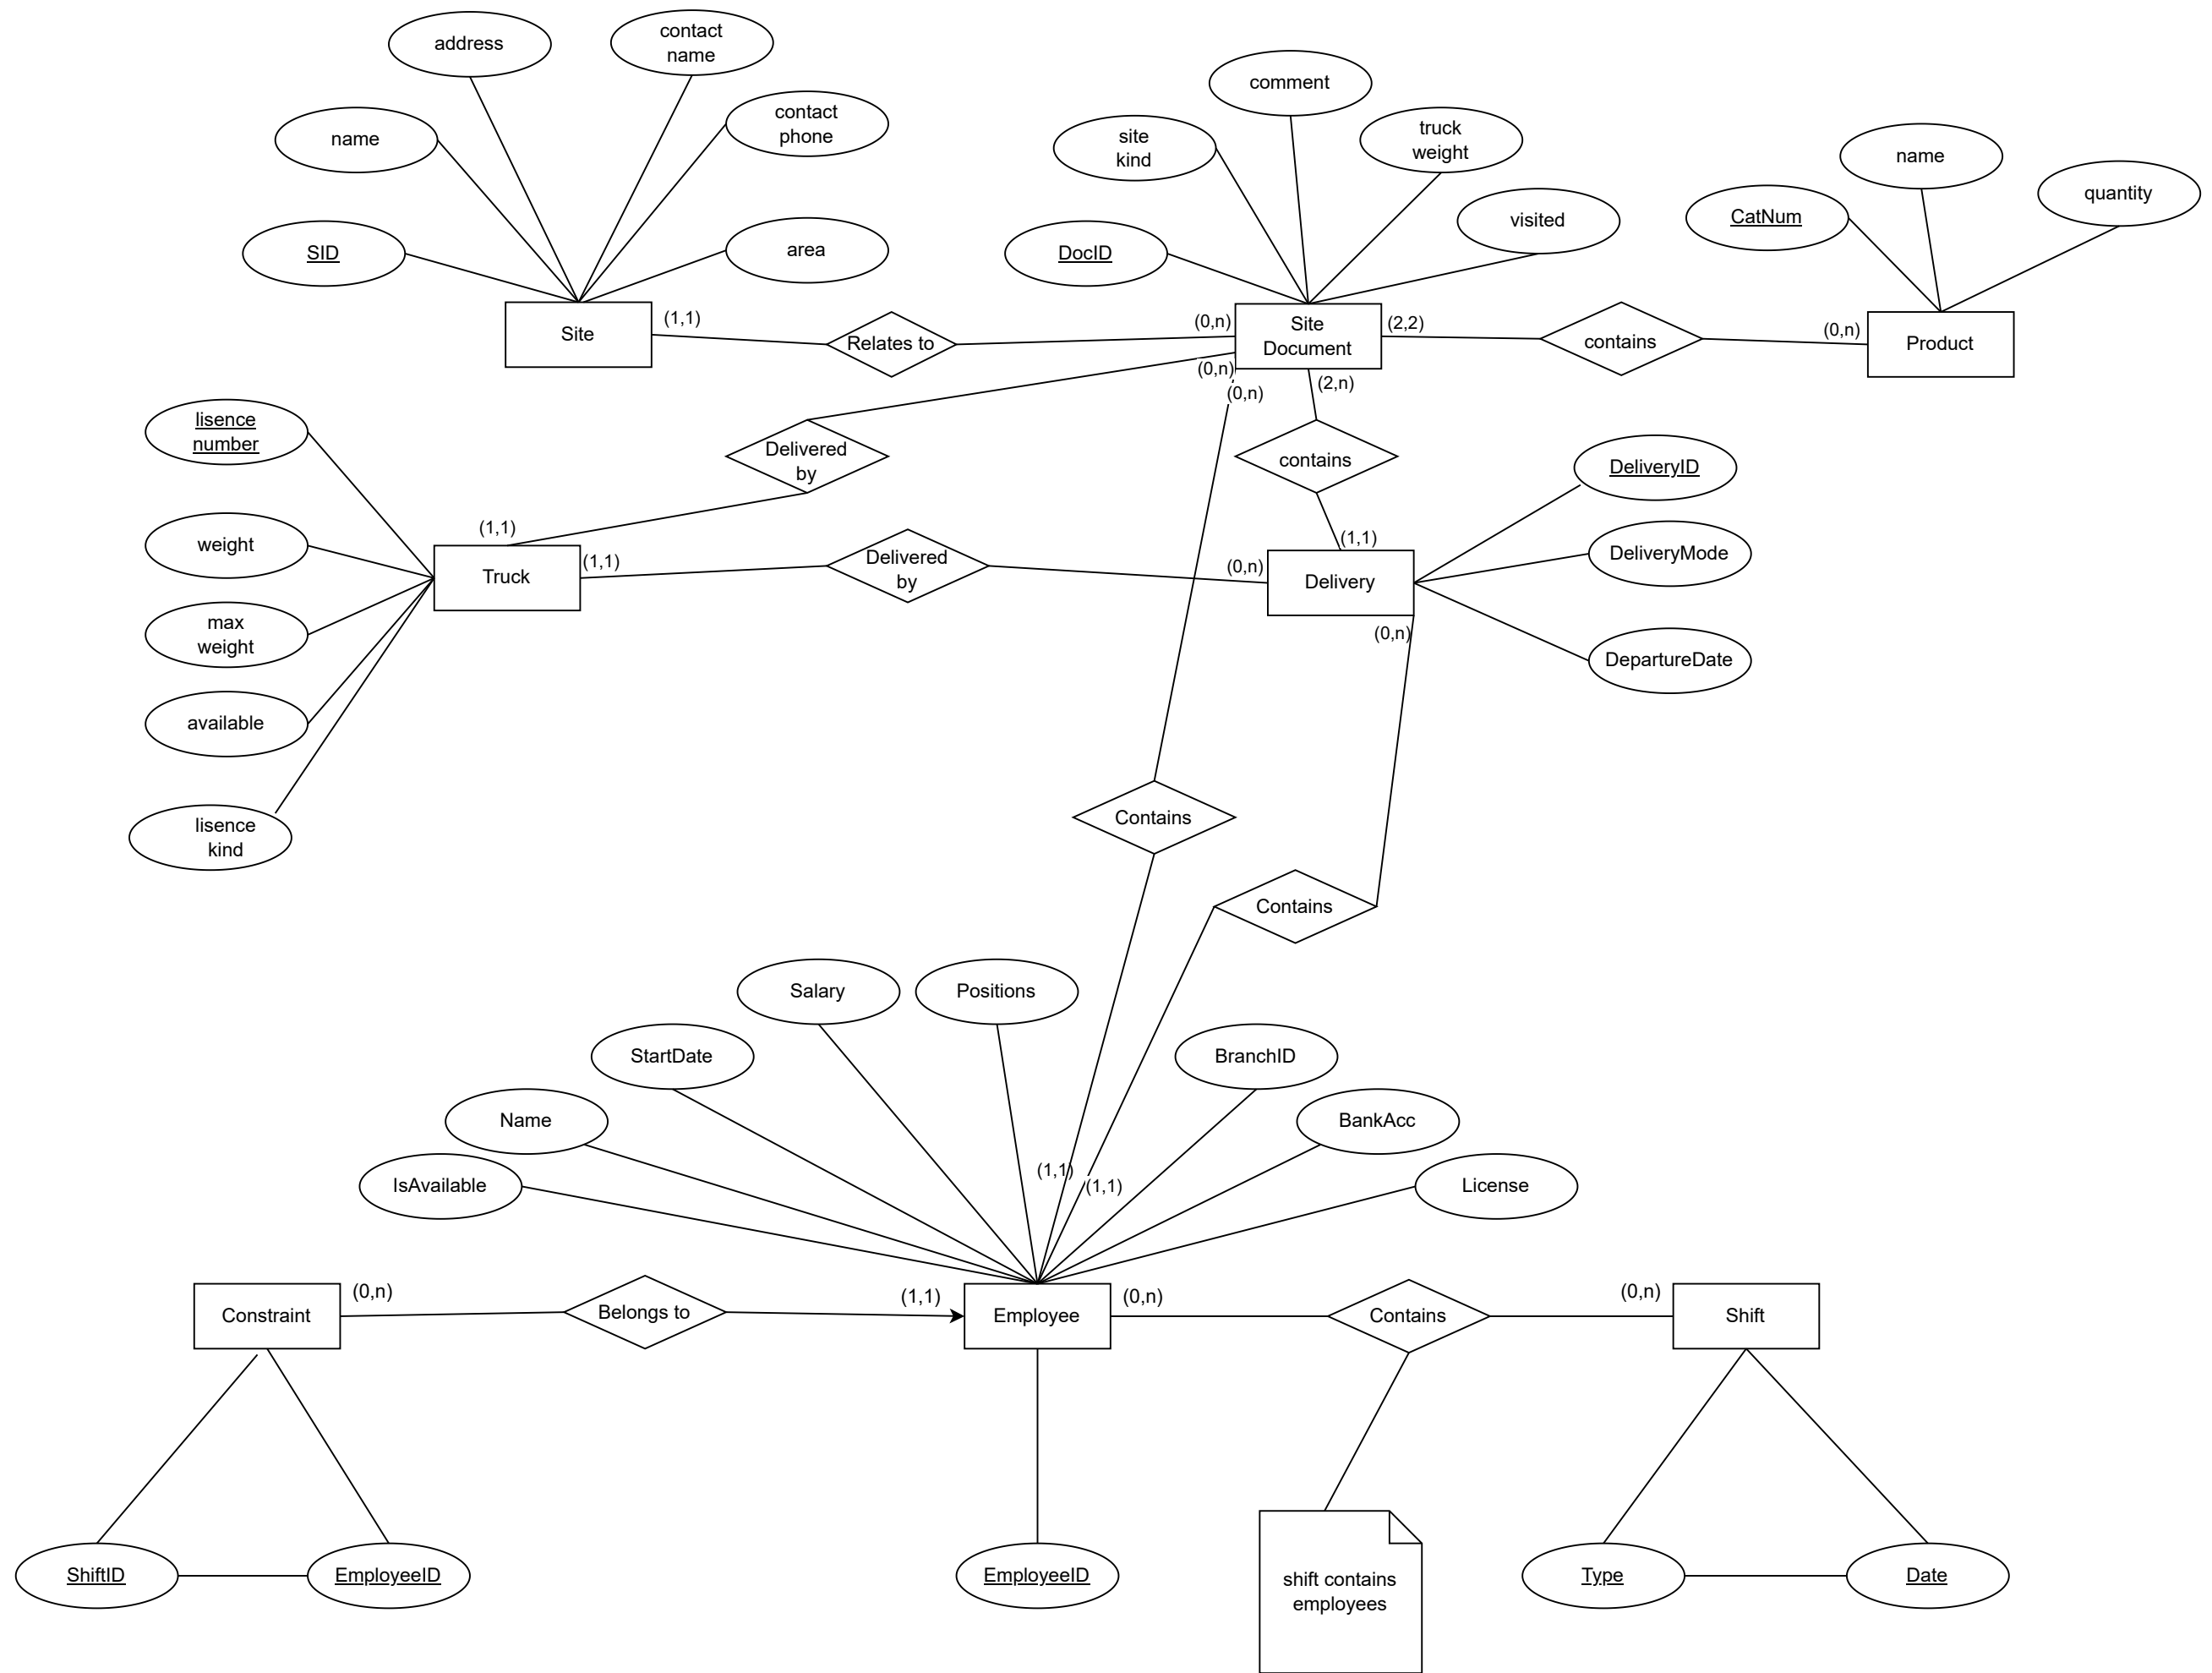 address
contact
name
name
contact
phone
SID
area
Site
(1,1)
Relates to
(0,n)
comment
site
kind
truck
weight
DocID
visited
Site
Document
(2,2)
contains
(0,n)
name
CatNum
quantity
Product
(0,n)
(0,n)
(2,n)
lisence
number
Delivered
by
contains
DeliveryID
(1,1)
(1,1)
weight
Truck
(1,1)
Delivered
by
(0,n)
Delivery
DeliveryMode
max
weight
(0,n)
DepartureDate
available
lisence
kind
Contains
Contains
Salary
Positions
StartDate
BranchID
Name
BankAcc
IsAvailable
(1,1)
(1,1)
License
Constraint
(0,n)
Belongs to
(1,1)
Employee
(0,n)
Contains
(0,n)
Shift
ShiftID
EmployeeID
EmployeeID
shift contains
employees
Type
Date